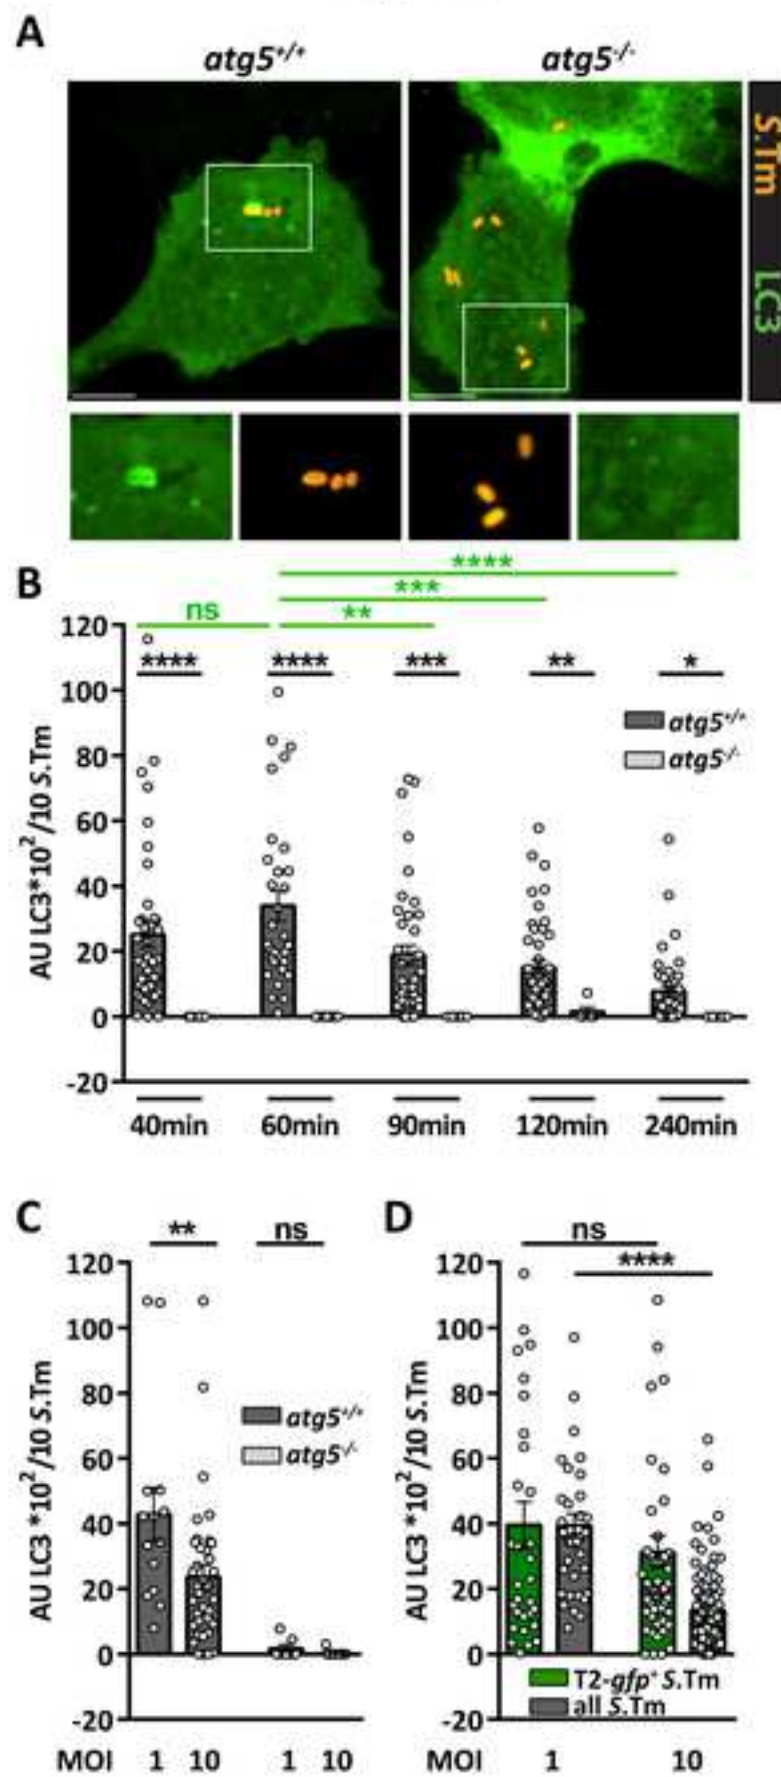 A
atg5+/+ atg5-/-
S.Tm LC3
B
****
***
ns **
**** **** *** ** *
AU LC3*10²/10 S.Tm
120
100
80
60
40
20
0
-20
atg5+/+
atg5-/-
40min 60min 90min 120min 240min
C
** ns
AU LC3 *10²/10 S.Tm
120
100
80
60
40
20
0
-20
atg5+/+
atg5-/-
MOI 1 10 1 10
D
ns
****
AU LC3 *10²/10 S.Tm
120
100
80
60
40
20
0
-20
T2-gfp+ S.Tm
all S.Tm
MOI 1 10